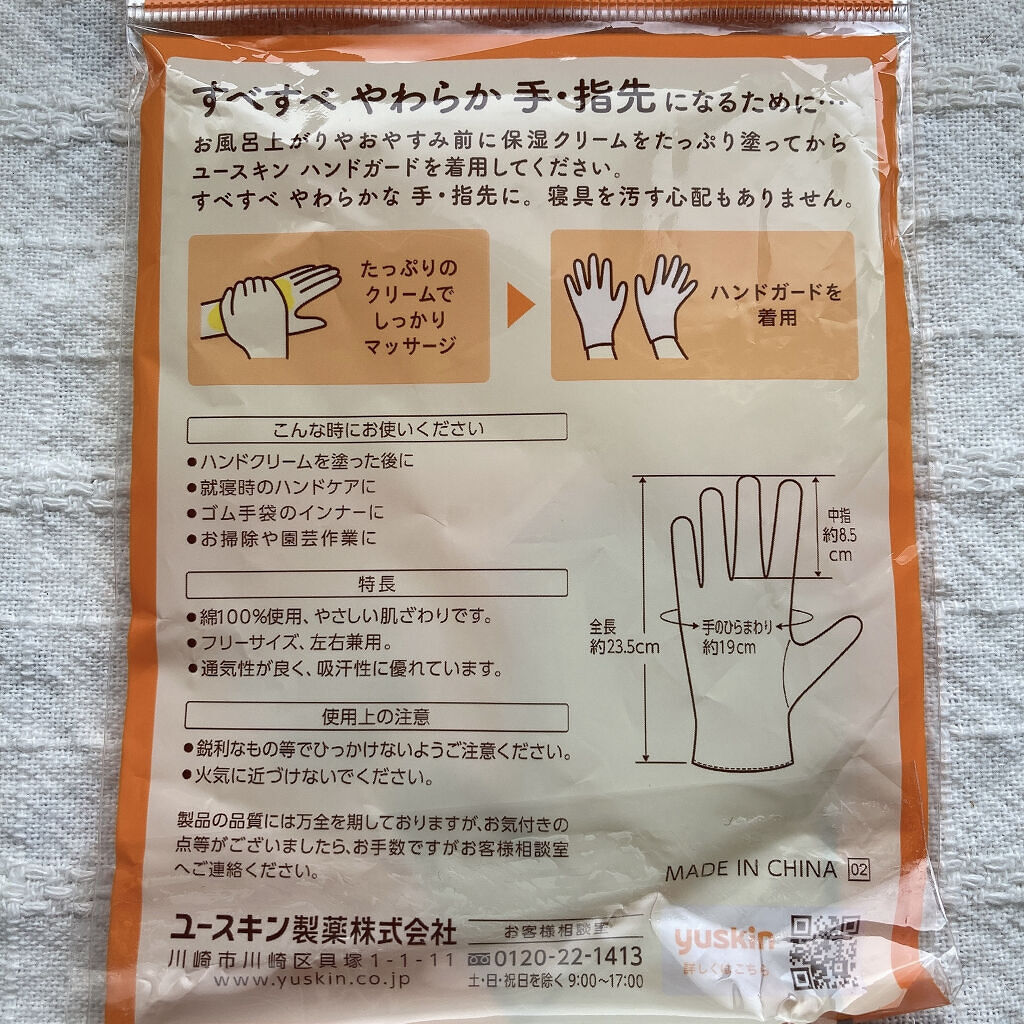 すべすべ やわらか 手・指先 になるために…
お風呂上がりやおやすみ前に保湿クリームをたっぷり塗ってから
ユースキン ハンドガードを着用してください。
すべすべ やわらかな 手・指先に。寝具を汚す心配もありません。
たっぷりの
クリームで
しっかり
マッサージ
ハンドガードを
着用
こんな時にお使いください
●ハンドクリームを塗った後に
●就寝時のハンドケアに
●ゴム手袋のインナーに
●お掃除や園芸作業に
特長
●綿100%使用、やさしい肌ざわりです。
●フリーサイズ、左右兼用。
●通気性が良く、吸汗性に優れています。
使用上の注意
●鋭利なもの等でひっかけないようご注意ください。
●火気に近づけないでください。
中指
約8.5
cm
全長
約23.5cm
手のひらまわり
約19cm
製品の品質には万全を期しておりますが、お気付きの
点等がございましたら、お手数ですがお客様相談室
へご連絡ください。
MADE IN CHINA 02
ユースキン製薬株式会社
川崎市川崎区貝塚1-1-11
www.yuskin.co.jp
お客様相談室
0120-22-1413
土・日・祝日を除く 9:00〜17:00
yuskin
詳しくはこちら